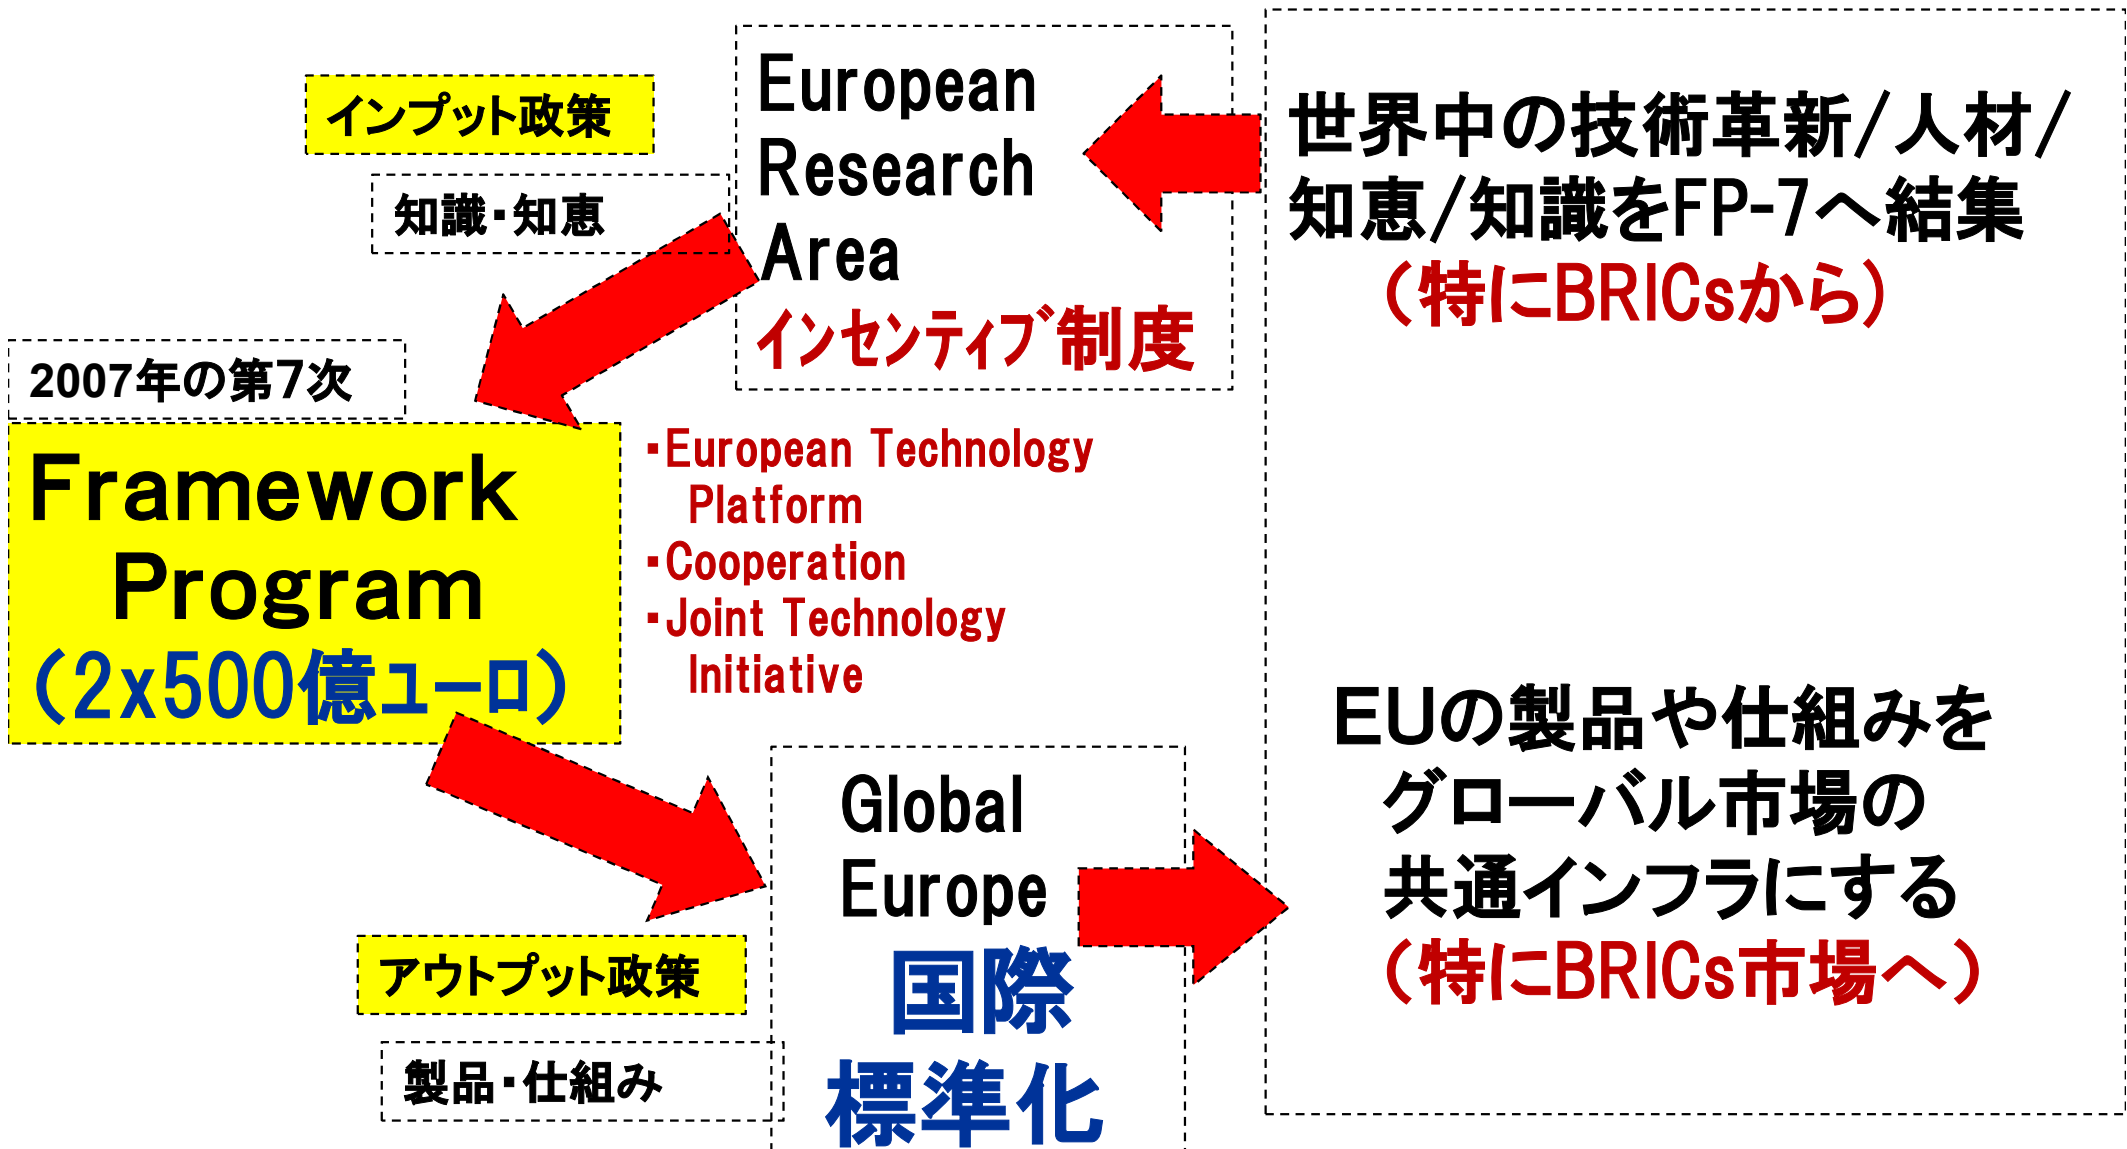 インプット政策
知識・知恵
European
Research
Area
インセンティブ制度
世界中の技術革新/人材/
知恵/知識をFP-7へ結集
（特にBRICsから）
2007年の第7次
Framework
Program
（2x500億ユーロ）
・European Technology
Platform
・Cooperation
・Joint Technology
Initiative
アウトプット政策
製品・仕組み
Global
Europe
国際
標準化
EUの製品や仕組みを
グローバル市場の
共通インフラにする
（特にBRICs市場へ）